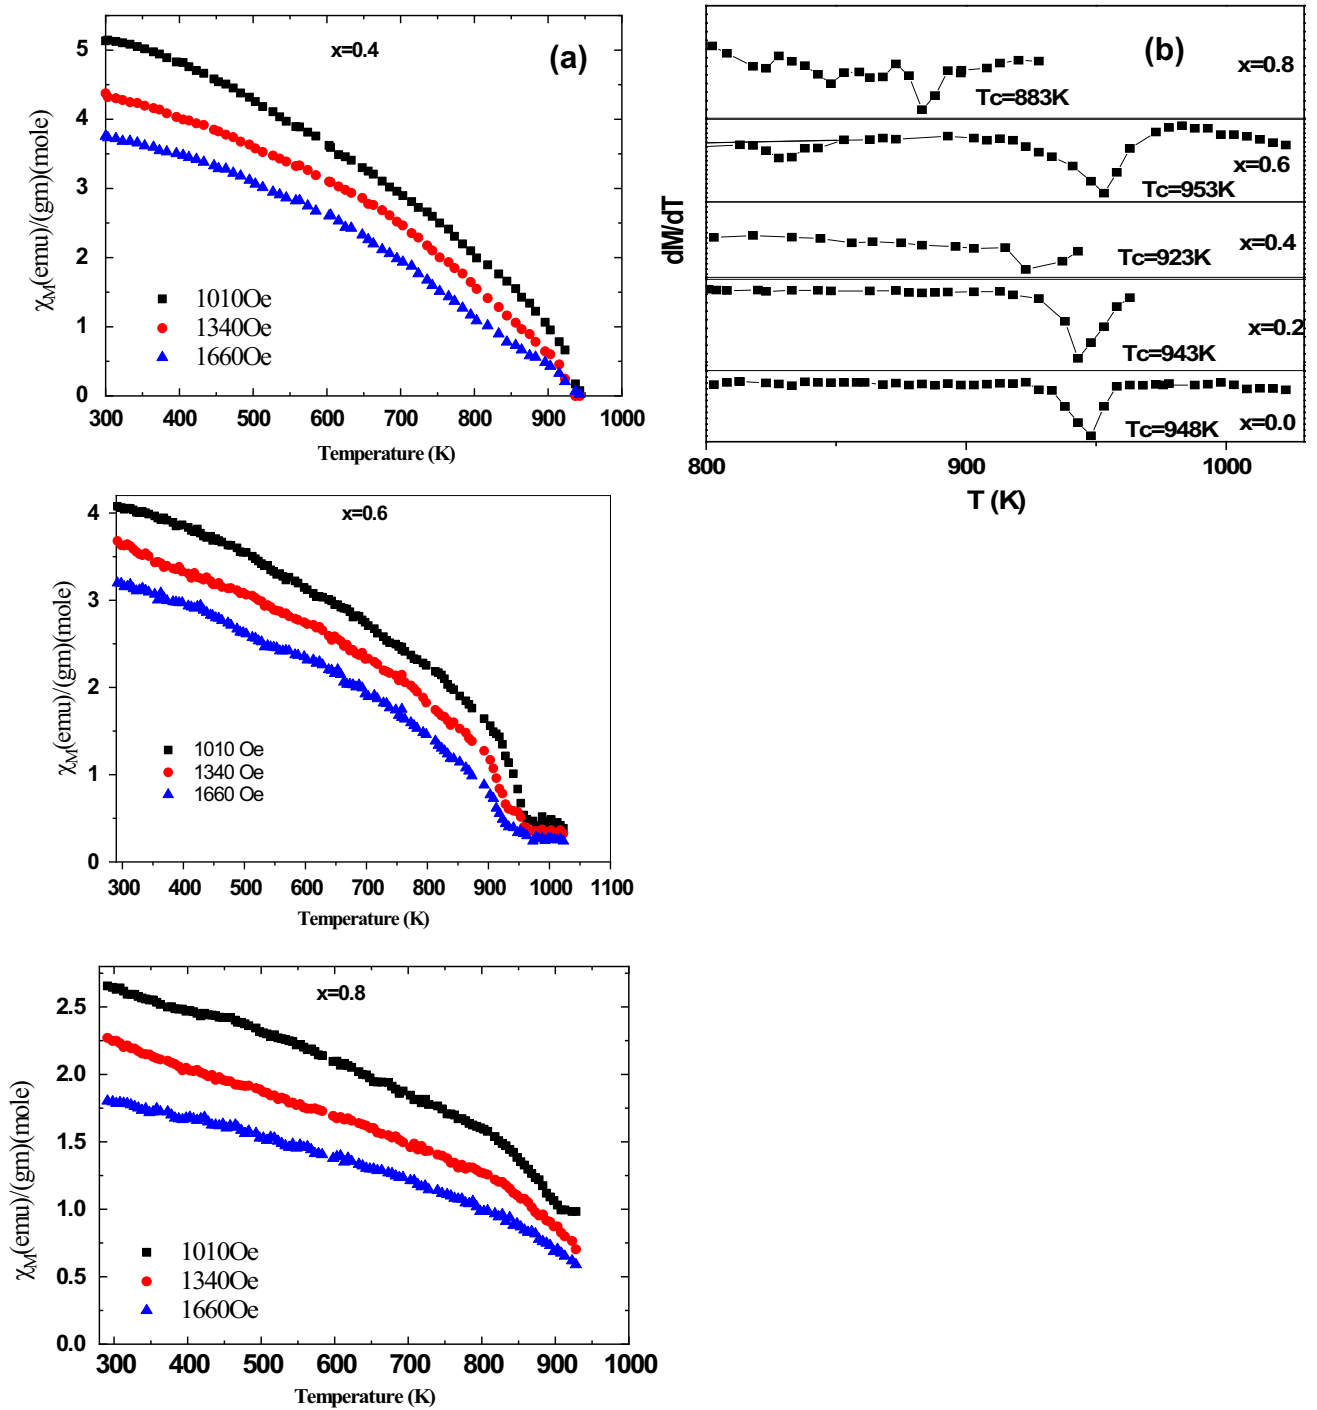 x=0.4
(a)
5
4
3
2
1
0
χM(emu)/(gm)(mole)
1010Oe
1340Oe
1660Oe
300 400 500 600 700 800 900 1000
Temperature (K)
(b)
x=0.8
Tc=883K
x=0.6
Tc=953K
x=0.4
Tc=923K
x=0.2
Tc=943K
x=0.0
Tc=948K
dM/dT
800 900 1000
T (K)
x=0.6
4
3
2
1
0
χM(emu)/(gm)(mole)
1010 Oe
1340 Oe
1660 Oe
300 400 500 600 700 800 900 1000 1100
Temperature (K)
x=0.8
2.5
2.0
1.5
1.0
0.5
0.0
χM(emu)/(gm)(mole)
1010Oe
1340Oe
1660Oe
300 400 500 600 700 800 900 1000
Temperature (K)